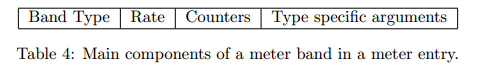 Band Type Rate Counters Type specific arguments
Table 4: Main components of a meter band in a meter entry.